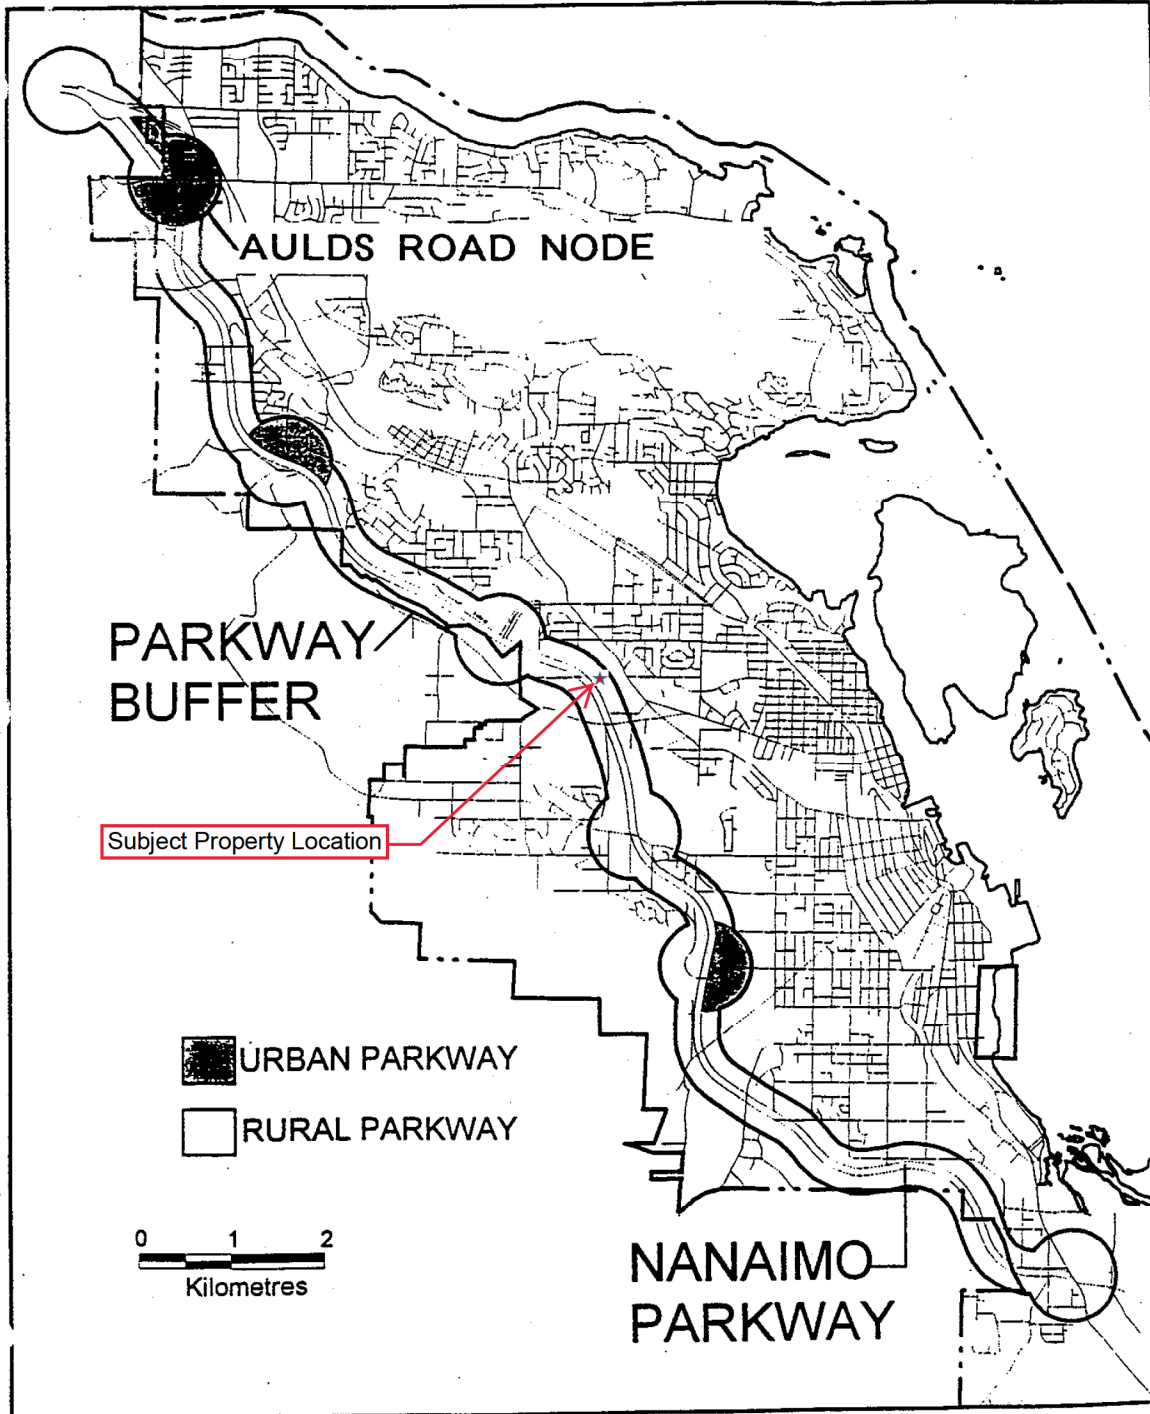 AULDS ROAD NODE
PARKWAY
BUFFER
Subject Property Location
URBAN PARKWAY
RURAL PARKWAY
0 1 2
Kilometres
NANAIMO
PARKWAY